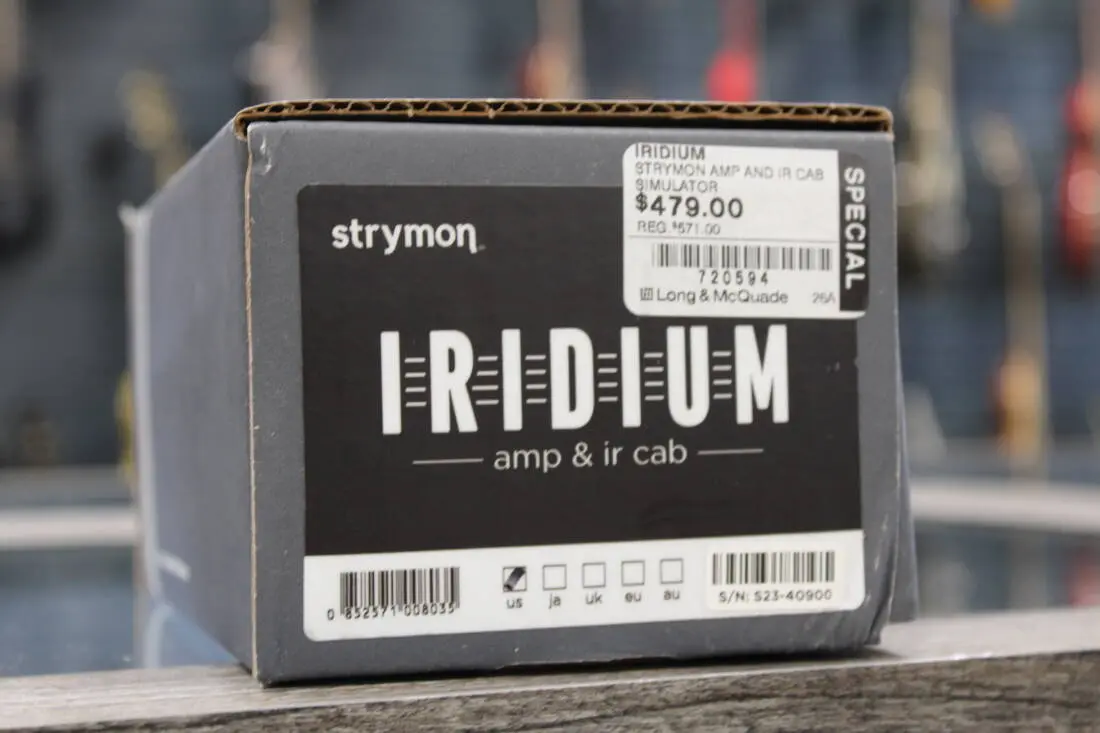 IRIDIUM
STRYMON AMP AND IR CAB
SIMULATOR
$479.00
REG. $571.00
720594
Long & McQuade 26A
SPECIAL
strymon
IRIDIUM
amp & ir cab
0 852571 008035
us ja uk eu au
S/N: S23-40900